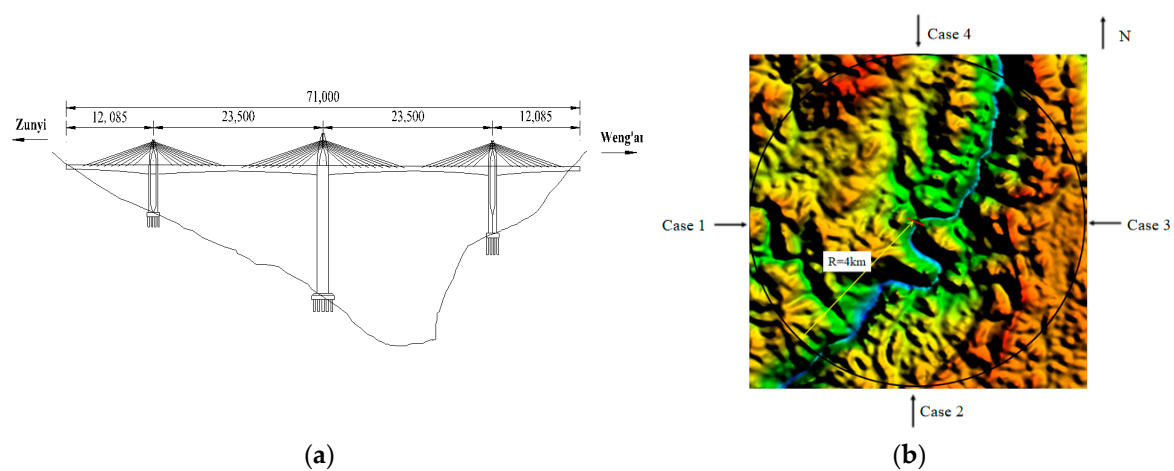 71,000
12, 085
23,500
23,500
12,085
Zunyi
Weng'an
(a)
Case 4
N
Case 1
Case 3
R=4km
Case 2
(b)